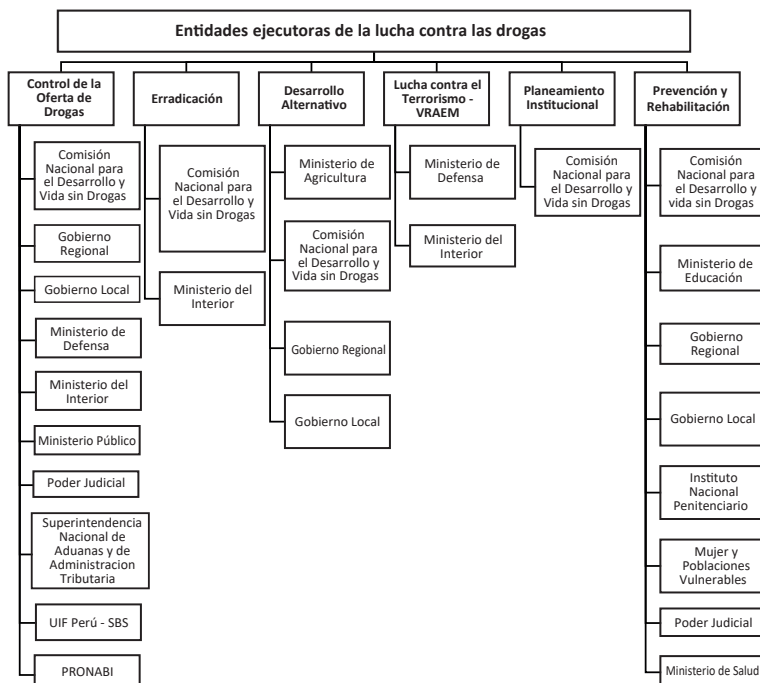 Entidades ejecutoras de la lucha contra las drogas
Control de la
Oferta de
Drogas
Comisión
Nacional para
el Desarrollo y
Vida sin Drogas
Gobierno
Regional
Gobierno Local
Ministerio de
Defensa
Ministerio del
Interior
Ministerio Público
Poder Judicial
Superintendencia
Nacional de
Aduanas y de
Administracion
Tributaria
UIF Perú - SBS
PRONABI
Erradicación
Comisión
Nacional para
el Desarrollo y
Vida sin Drogas
Ministerio del
Interior
Desarrollo
Alternativo
Ministerio de
Agricultura
Comisión
Nacional para
el Desarrollo y
Vida sin Drogas
Gobierno Regional
Gobierno Local
Lucha contra el
Terrorismo -
VRAEM
Ministerio de
Defensa
Ministerio del
Interior
Planeamiento
Institucional
Comisión
Nacional para
el Desarrollo y
Vida sin Drogas
Prevención y
Rehabilitación
Comisión
Nacional para
el Desarrollo y
vida sin Drogas
Ministerio de
Educación
Gobierno
Regional
Gobierno Local
Instituto
Nacional
Penitenciario
Mujer y
Poblaciones
Vulnerables
Poder Judicial
Ministerio de Salud